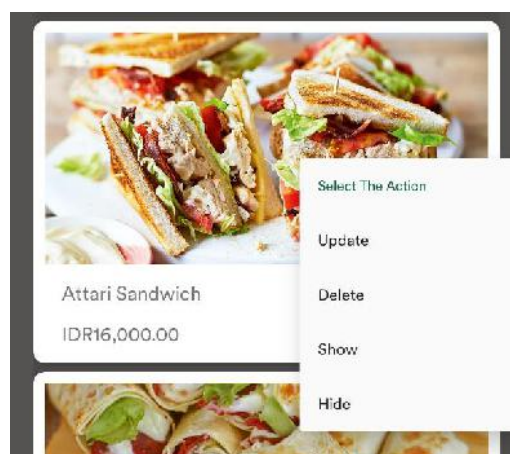 Attari Sandwich
IDR16,000.00
Select The Action
Update
Delete
Show
Hide